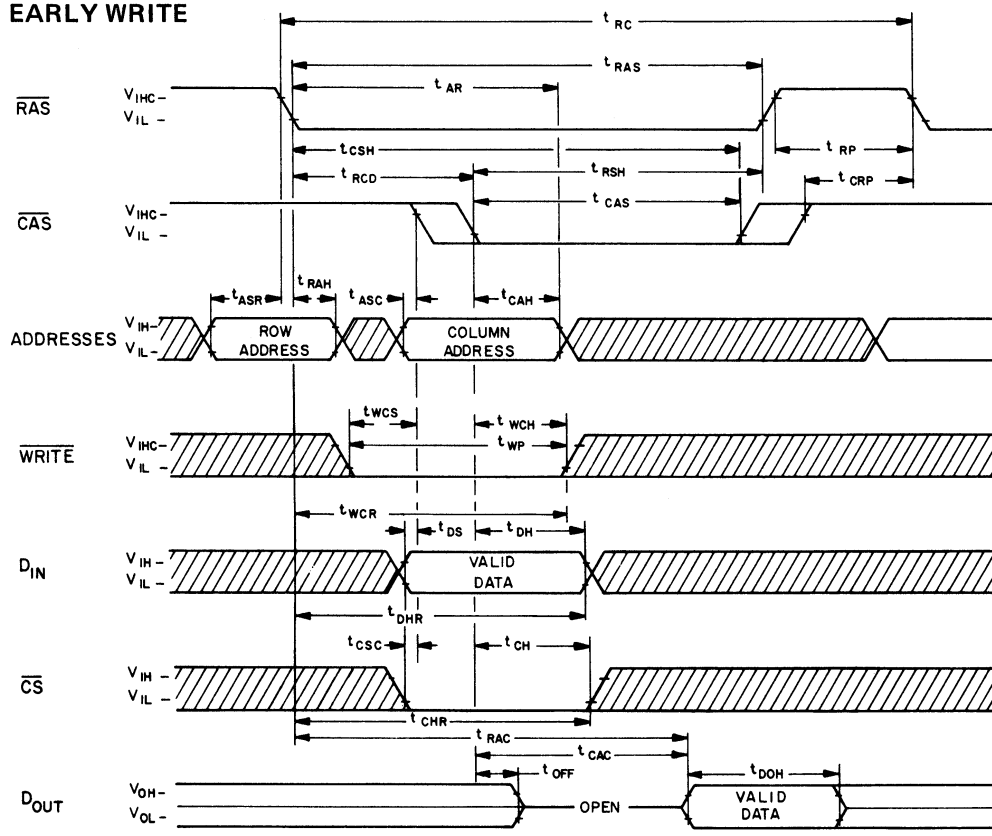 EARLY WRITE
t RC
t RAS
t AR
RAS
V IHC
V IL
t CSH
t RSH
t RP
t RCD
t CRP
t CAS
CAS
V IHC
V IL
t ASR
t RAH
t ASC
t CAH
ADDRESSES
V IH
V IL
ROW
ADDRESS
COLUMN
ADDRESS
t WCS
t WCH
t WP
WRITE
V IHC
V IL
t WCR
t DS
t DH
D IN
V IH
V IL
VALID
DATA
t DHR
t CSC
t CH
CS
V IH
V IL
t CHR
t RAC
t CAC
t OFF
t DOH
D OUT
V OH
V OL
OPEN
VALID
DATA